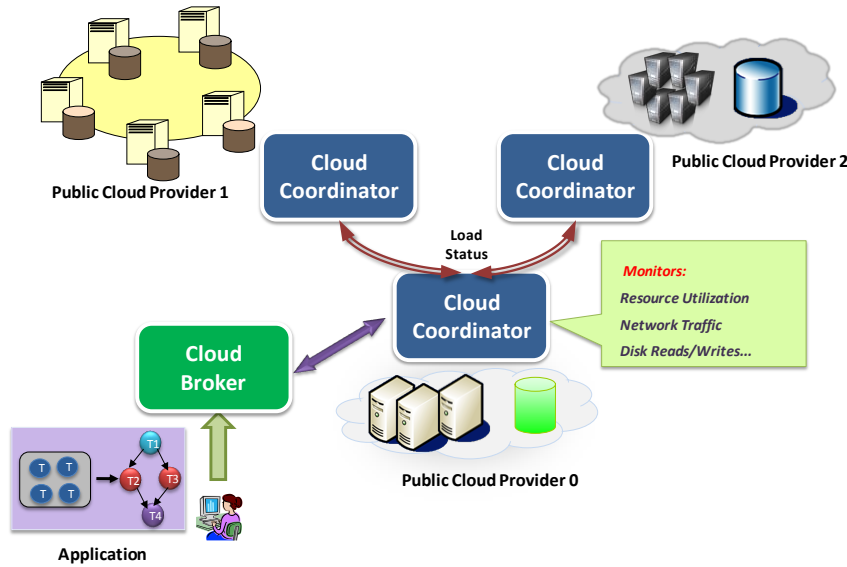 Public Cloud Provider 1
Cloud
Coordinator
Cloud
Coordinator
Public Cloud Provider 2
Load
Status
Cloud
Coordinator
Monitors:
Resource Utilization
Network Traffic
Disk Reads/Writes...
Cloud
Broker
Public Cloud Provider 0
T T
T T
T1
T2 T3
T4
Application